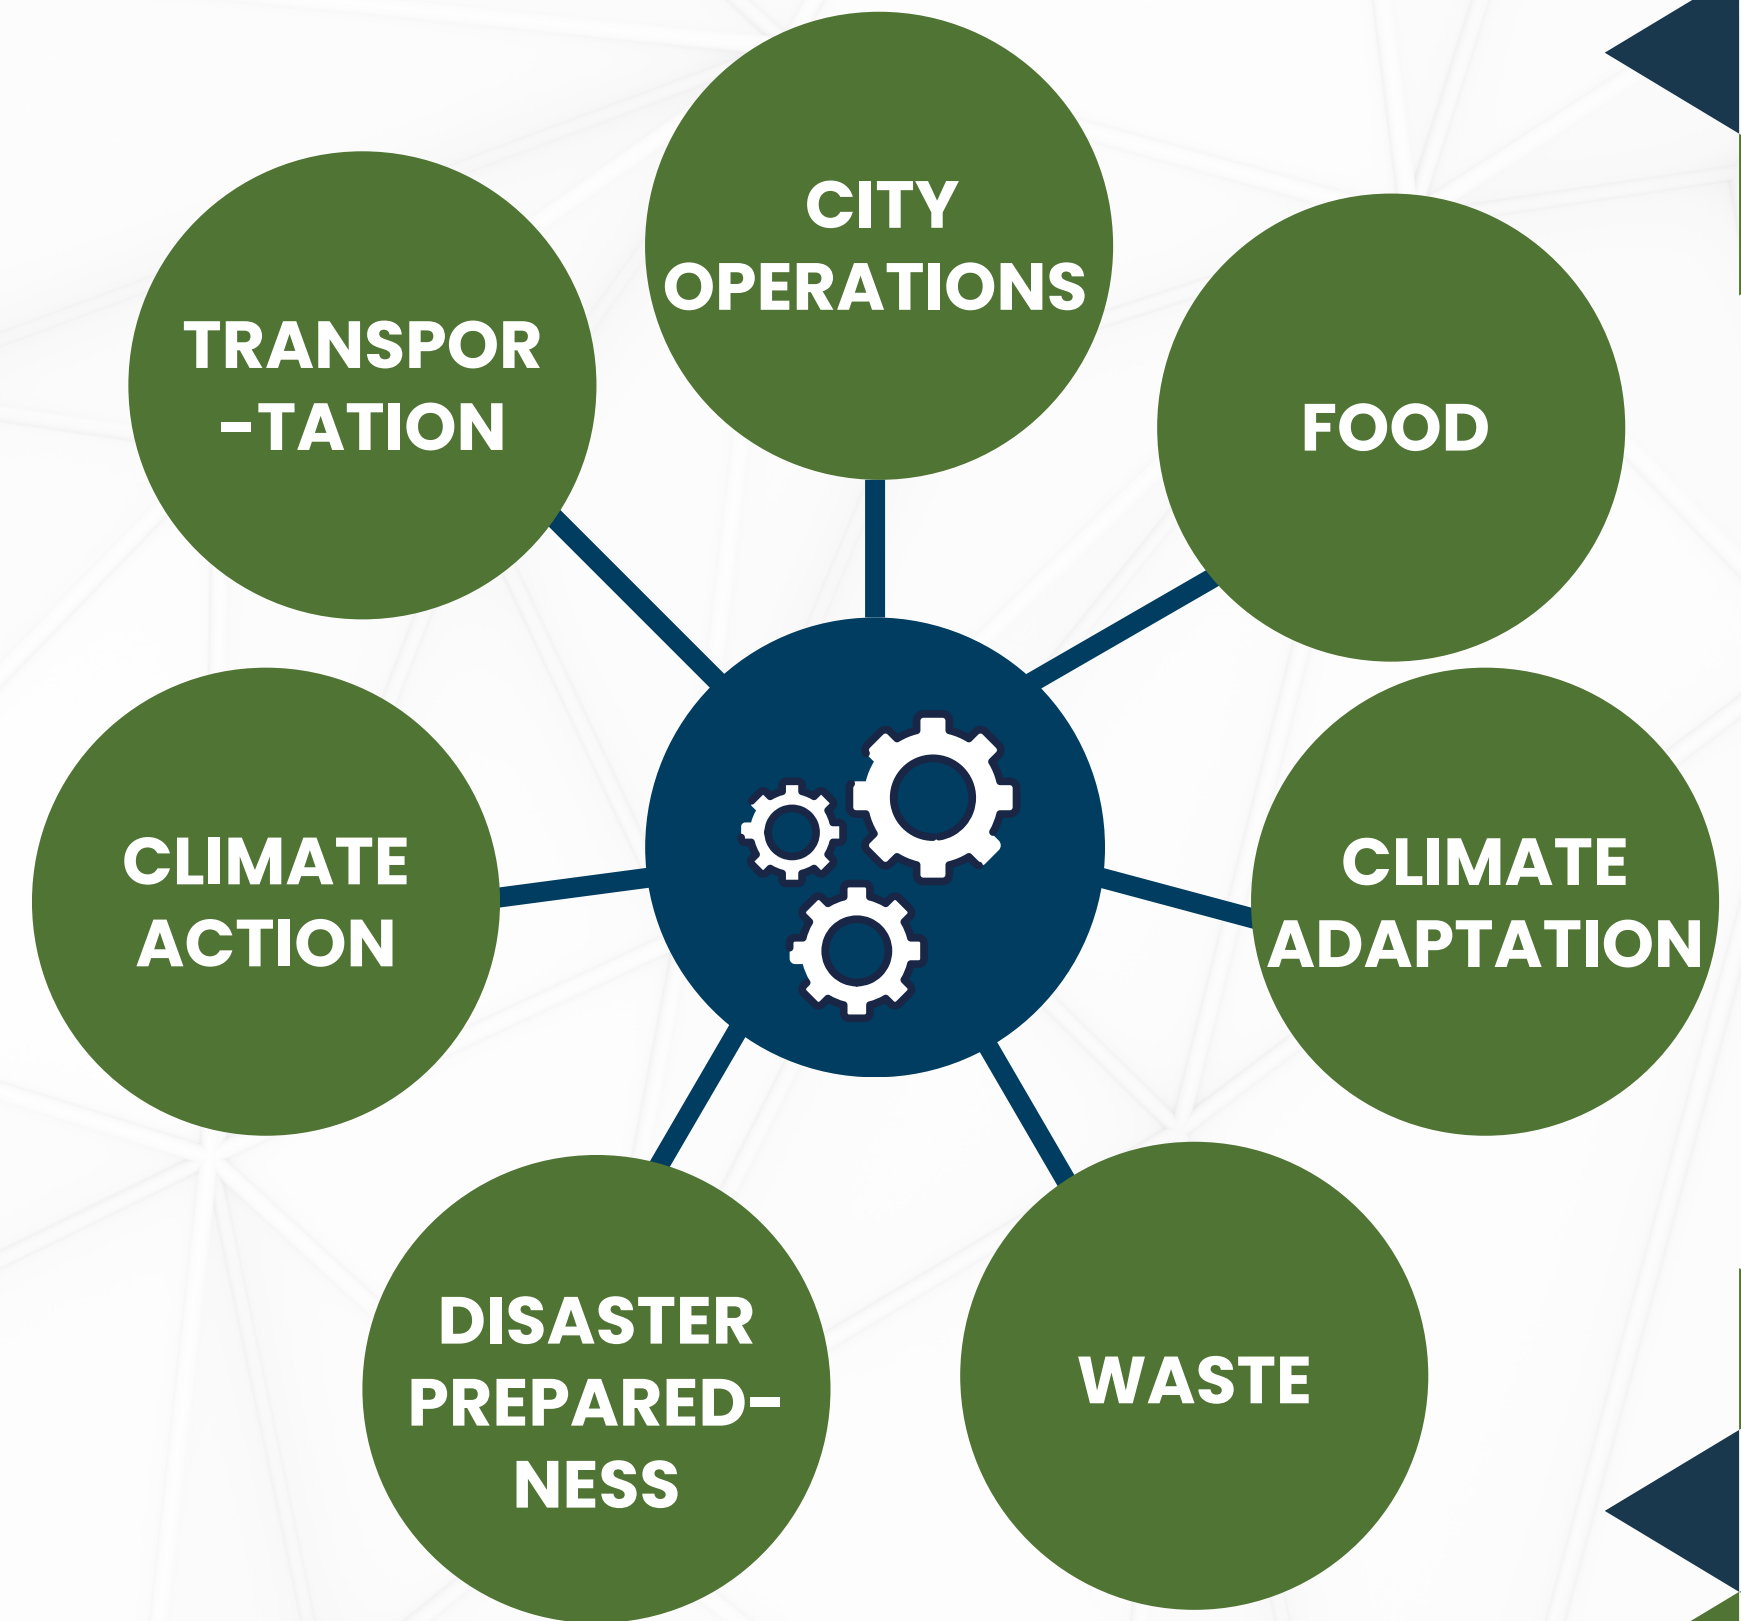 CITY
OPERATIONS
TRANSPOR
-TATION
FOOD
CLIMATE
ACTION
CLIMATE
ADAPTATION
DISASTER
PREPARED-
NESS
WASTE